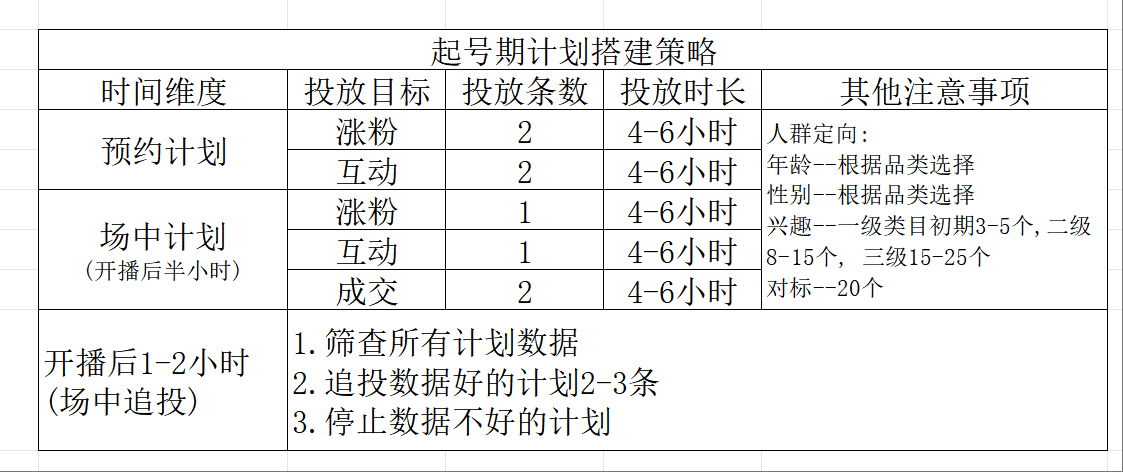 起号期计划搭建策略
时间维度 投放目标 投放条数 投放时长 其他注意事项
预约计划
涨粉 2 4-6小时
互动 2 4-6小时
场中计划
(开播后半小时)
涨粉 1 4-6小时
互动 1 4-6小时
成交 2 4-6小时
人群定向:
年龄--根据品类选择
性别--根据品类选择
兴趣--一级类目初期3-5个,二级
8-15个, 三级15-25个
对标--20个
开播后1-2小时
(场中追投)
1.筛查所有计划数据
2.追投数据好的计划2-3条
3.停止数据不好的计划